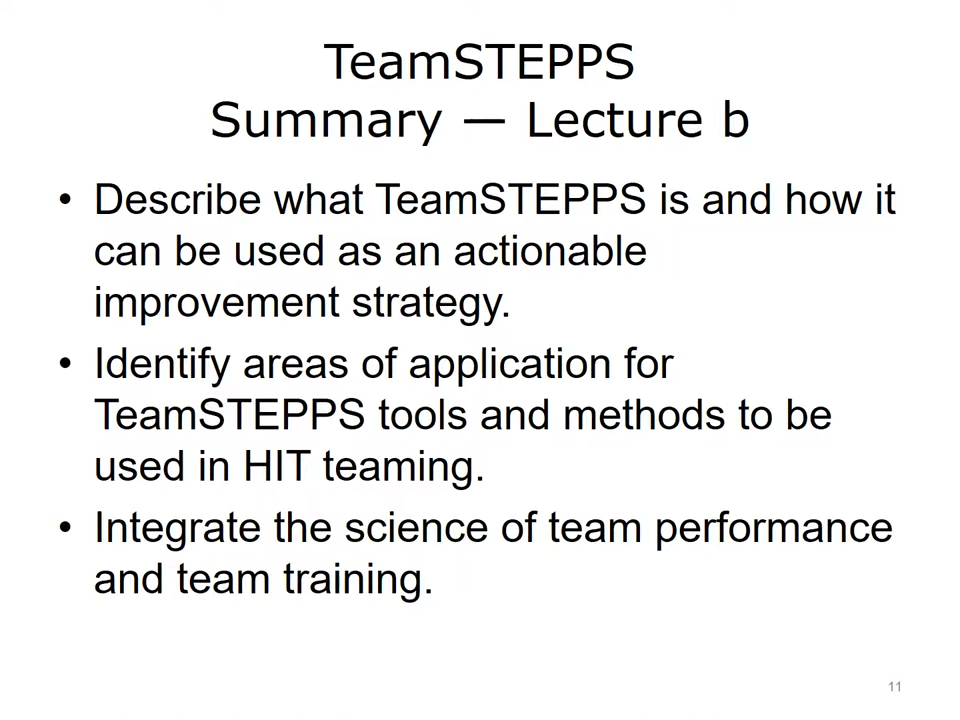 TeamSTEPPS
Summary — Lecture b
• Describe what TeamSTEPPS is and how it
can be used as an actionable
improvement strategy.
• Identify areas of application for
TeamSTEPPS tools and methods to be
used in HIT teaming.
• Integrate the science of team performance
and team training.
11